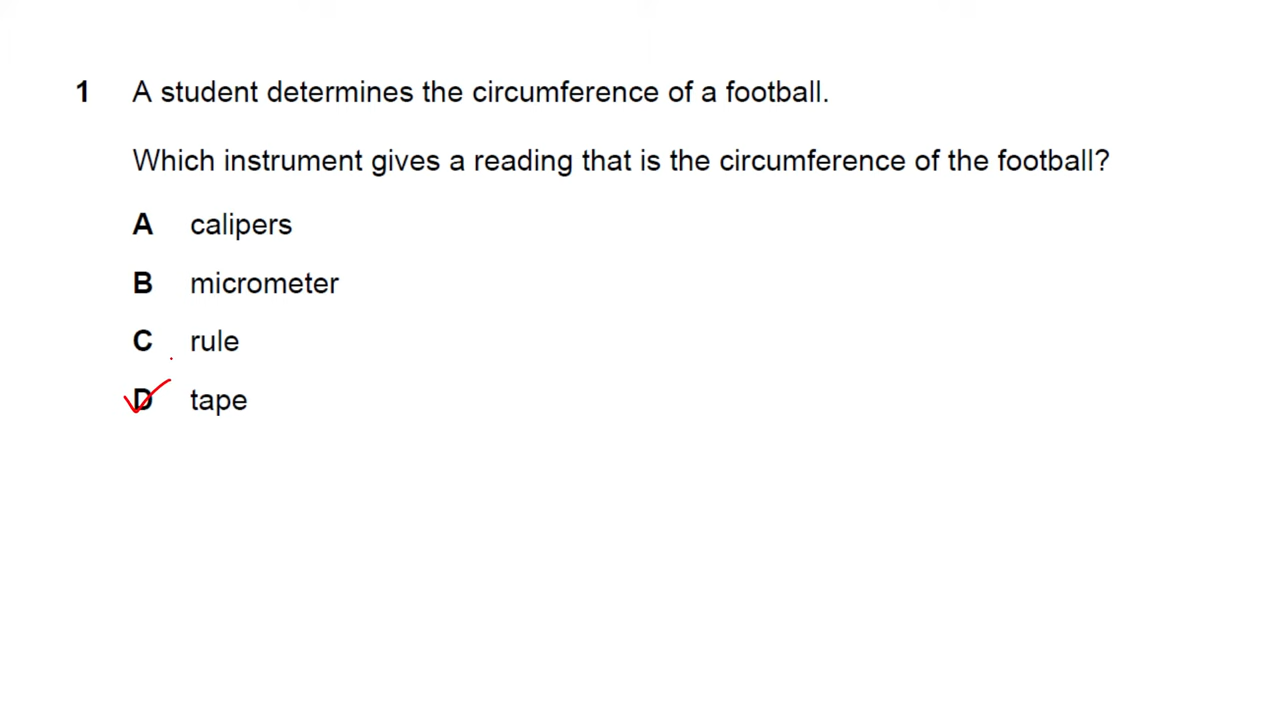 1 A student determines the circumference of a football.
Which instrument gives a reading that is the circumference of the football?
A calipers
B micrometer
C rule
D tape